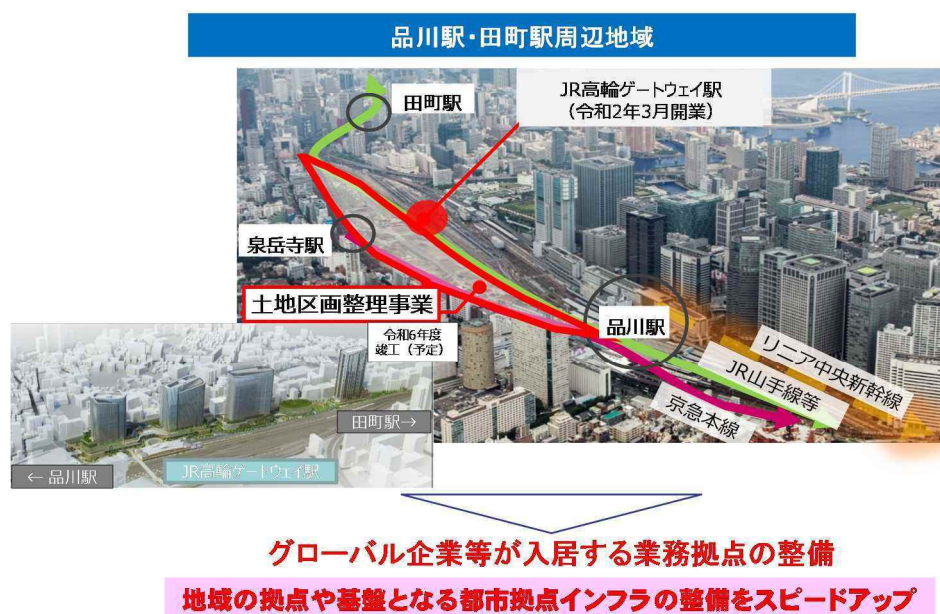 品川駅・田町駅周辺地域
田町駅
JR高輪ゲートウェイ駅
(令和2年3月開業)
泉岳寺駅
土地区画整理事業
令和6年度
竣工(予定)
品川駅
リニア中央新幹線
JR山手線等
京急本線
田町駅→
JR高輪ゲートウェイ駅
←品川駅
グローバル企業等が入居する業務拠点の整備
地域の拠点や基盤となる都市拠点インフラの整備をスピードアップ